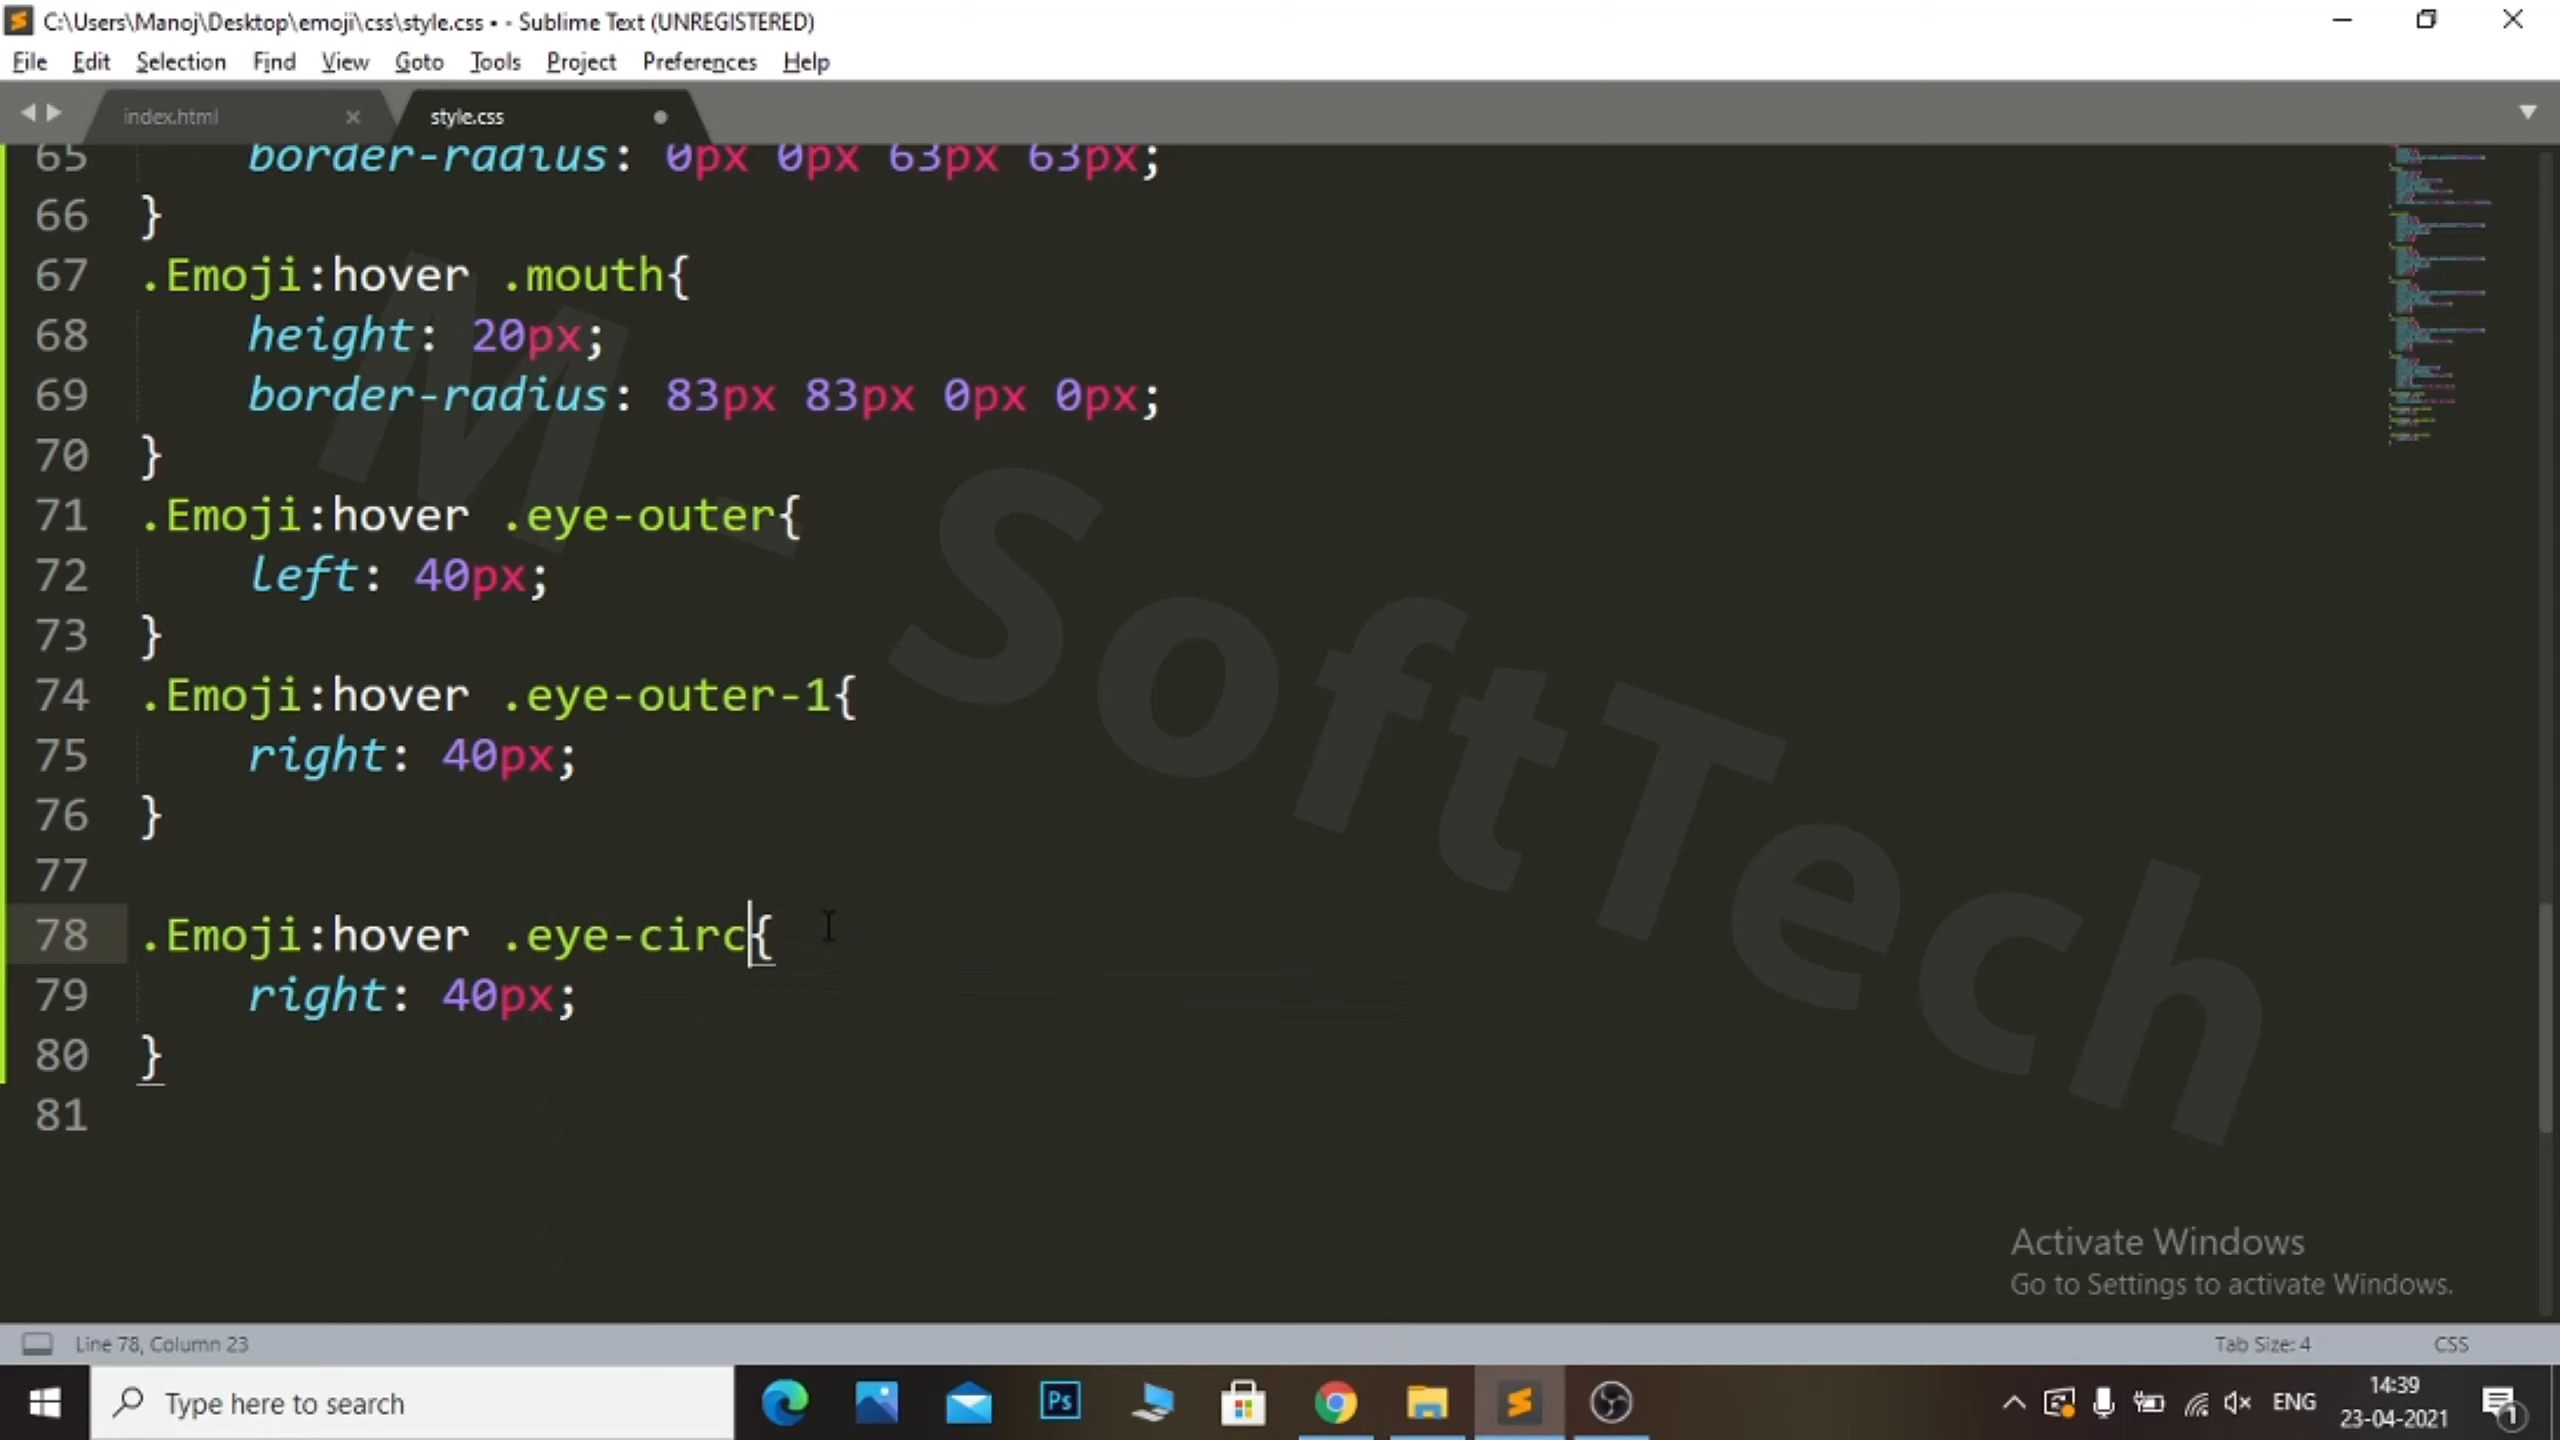 C:\Users\Manoj\Desktop\emoji\css\style.css • - Sublime Text (UNREGISTERED)
File Edit Selection Find View Goto Tools Project Preferences Help
index.html style.css
65 border-radius: 0px 0px 63px 63px;
66 }
67 .Emoji:hover .mouth{
68 height: 20px;
69 border-radius: 83px 83px 0px 0px;
70 }
71 .Emoji:hover .eye-outer{
72 left: 40px;
73 }
74 .Emoji:hover .eye-outer-1{
75 right: 40px;
76 }
77
78 .Emoji:hover .eye-circ{
79 right: 40px;
80 }
81
M - SoftTech
Activate Windows
Go to Settings to activate Windows.
Line 78, Column 23 Tab Size: 4 CSS
Type here to search Ps ENG 14:39
23-04-2021 1